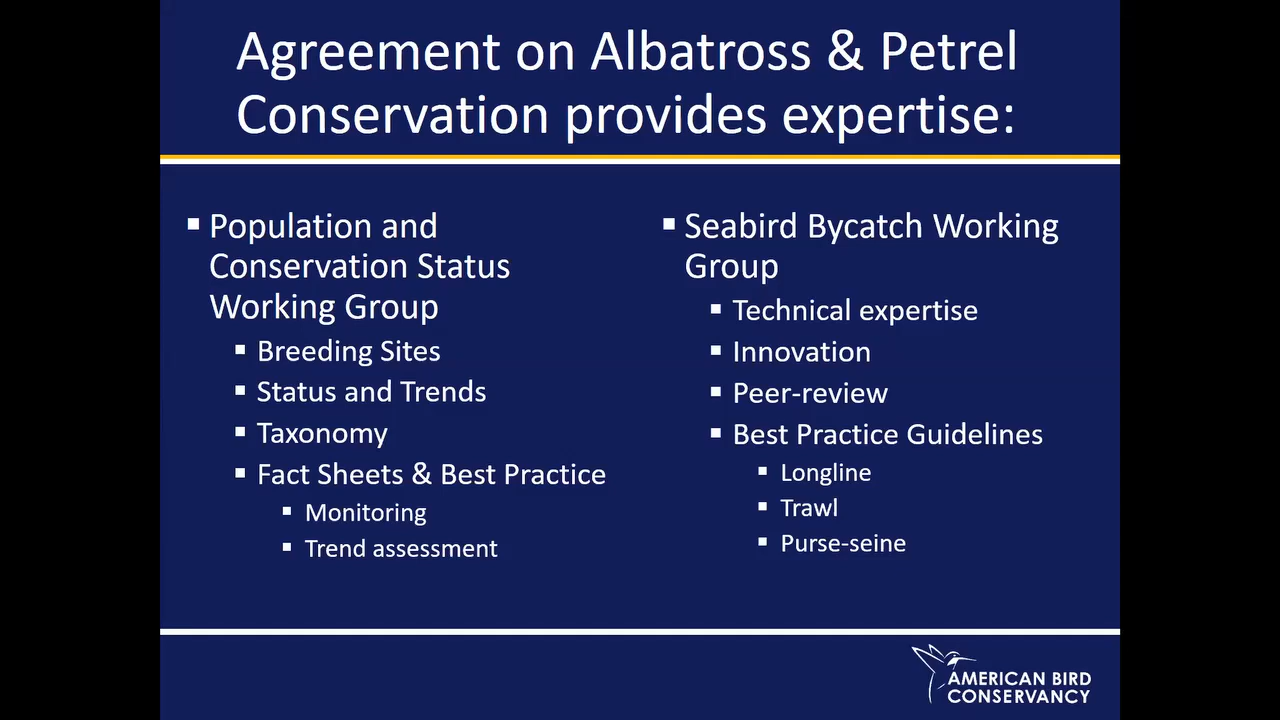 Agreement on Albatross & Petrel
Conservation provides expertise:
▪ Population and
Conservation Status
Working Group
▪ Breeding Sites
▪ Status and Trends
▪ Taxonomy
▪ Fact Sheets & Best Practice
▪ Monitoring
▪ Trend assessment
▪ Seabird Bycatch Working
Group
▪ Technical expertise
▪ Innovation
▪ Peer-review
▪ Best Practice Guidelines
▪ Longline
▪ Trawl
▪ Purse-seine
AMERICAN BIRD
CONSERVANCY